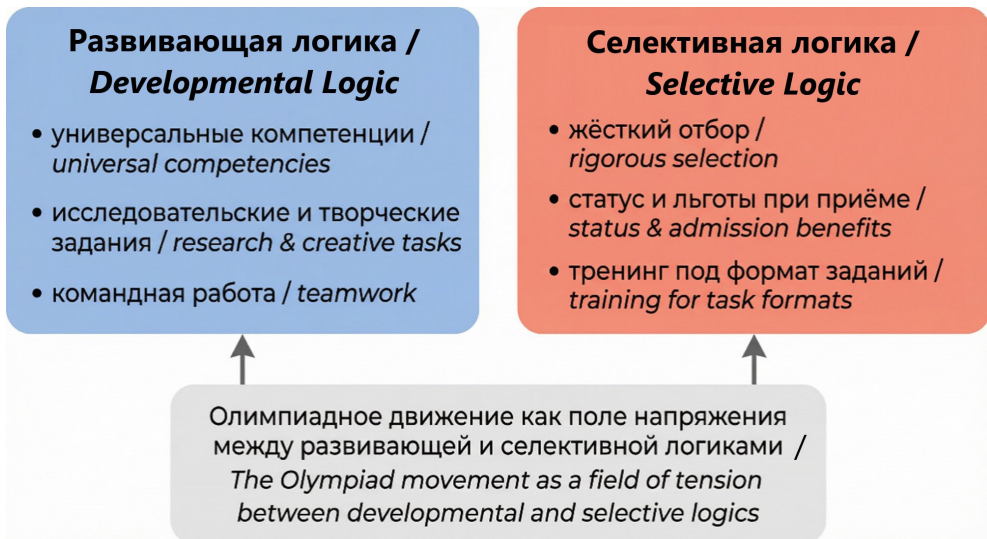 Развивающая логика /
Developmental Logic
• универсальные компетенции /
universal competencies
• исследовательские и творческие
задания / research & creative tasks
• командная работа / teamwork
Селективная логика /
Selective Logic
• жёсткий отбор /
rigorous selection
• статус и льготы при приёме /
status & admission benefits
• тренинг под формат заданий /
training for task formats
Олимпиадное движение как поле напряжения
между развивающей и селективной логиками /
The Olympiad movement as a field of tension
between developmental and selective logics